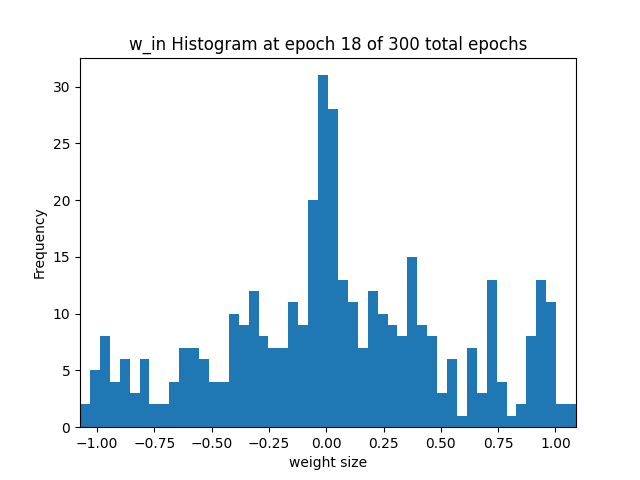 w_in Histogram at epoch 18 of 300 total epochs
Frequency
30
25
20
15
10
5
0
−1.00 −0.75 −0.50 −0.25 0.00 0.25 0.50 0.75 1.00
weight size